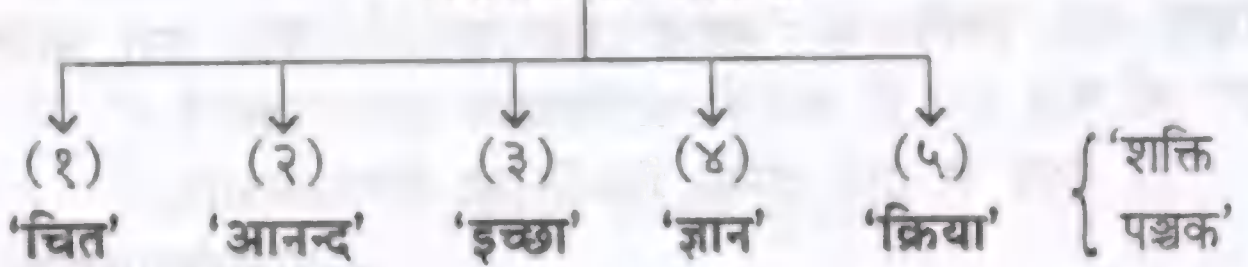 (१) (२) (३) (४) (५) { 'शक्ति
'चित' 'आनन्द' 'इच्छा' 'ज्ञान' 'क्रिया' पञ्चक'